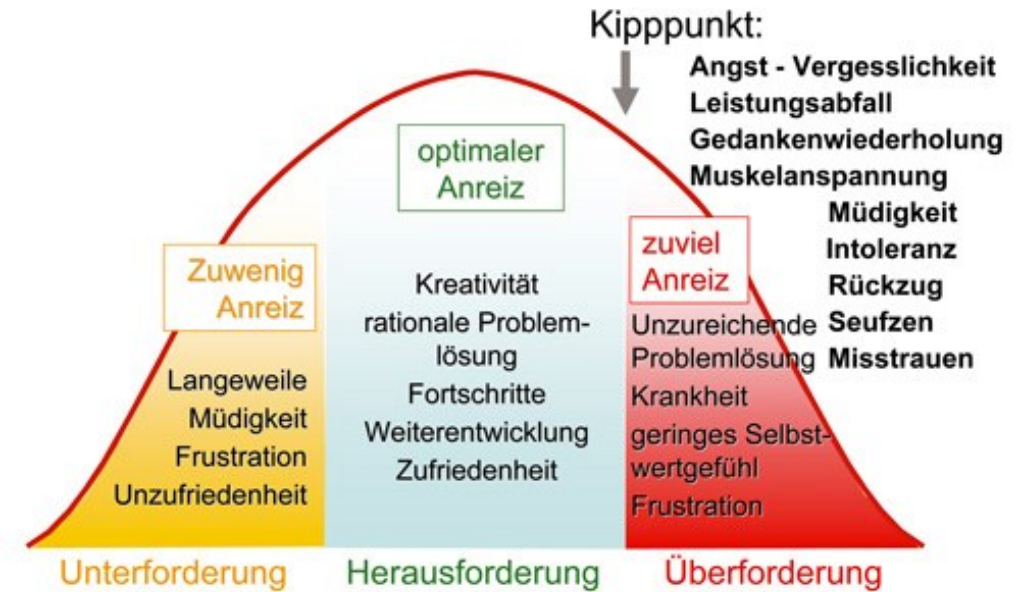 Kipppunkt:
Angst - Vergesslichkeit
Leistungsabfall
Gedankenwiederholung
Muskelanspannung
Müdigkeit
Intoleranz
Rückzug
Seufzen
Misstrauen
optimaler
Anreiz
Zuwenig
Anreiz
zuviel
Anreiz
Langeweile
Müdigkeit
Frustration
Unzufriedenheit
Kreativität
rationale Problem-
lösung
Fortschritte
Weiterentwicklung
Zufriedenheit
Unzureichende
Problemlösung
Krankheit
geringes Selbst-
wertgefühl
Frustration
Unterforderung
Herausforderung
Überforderung